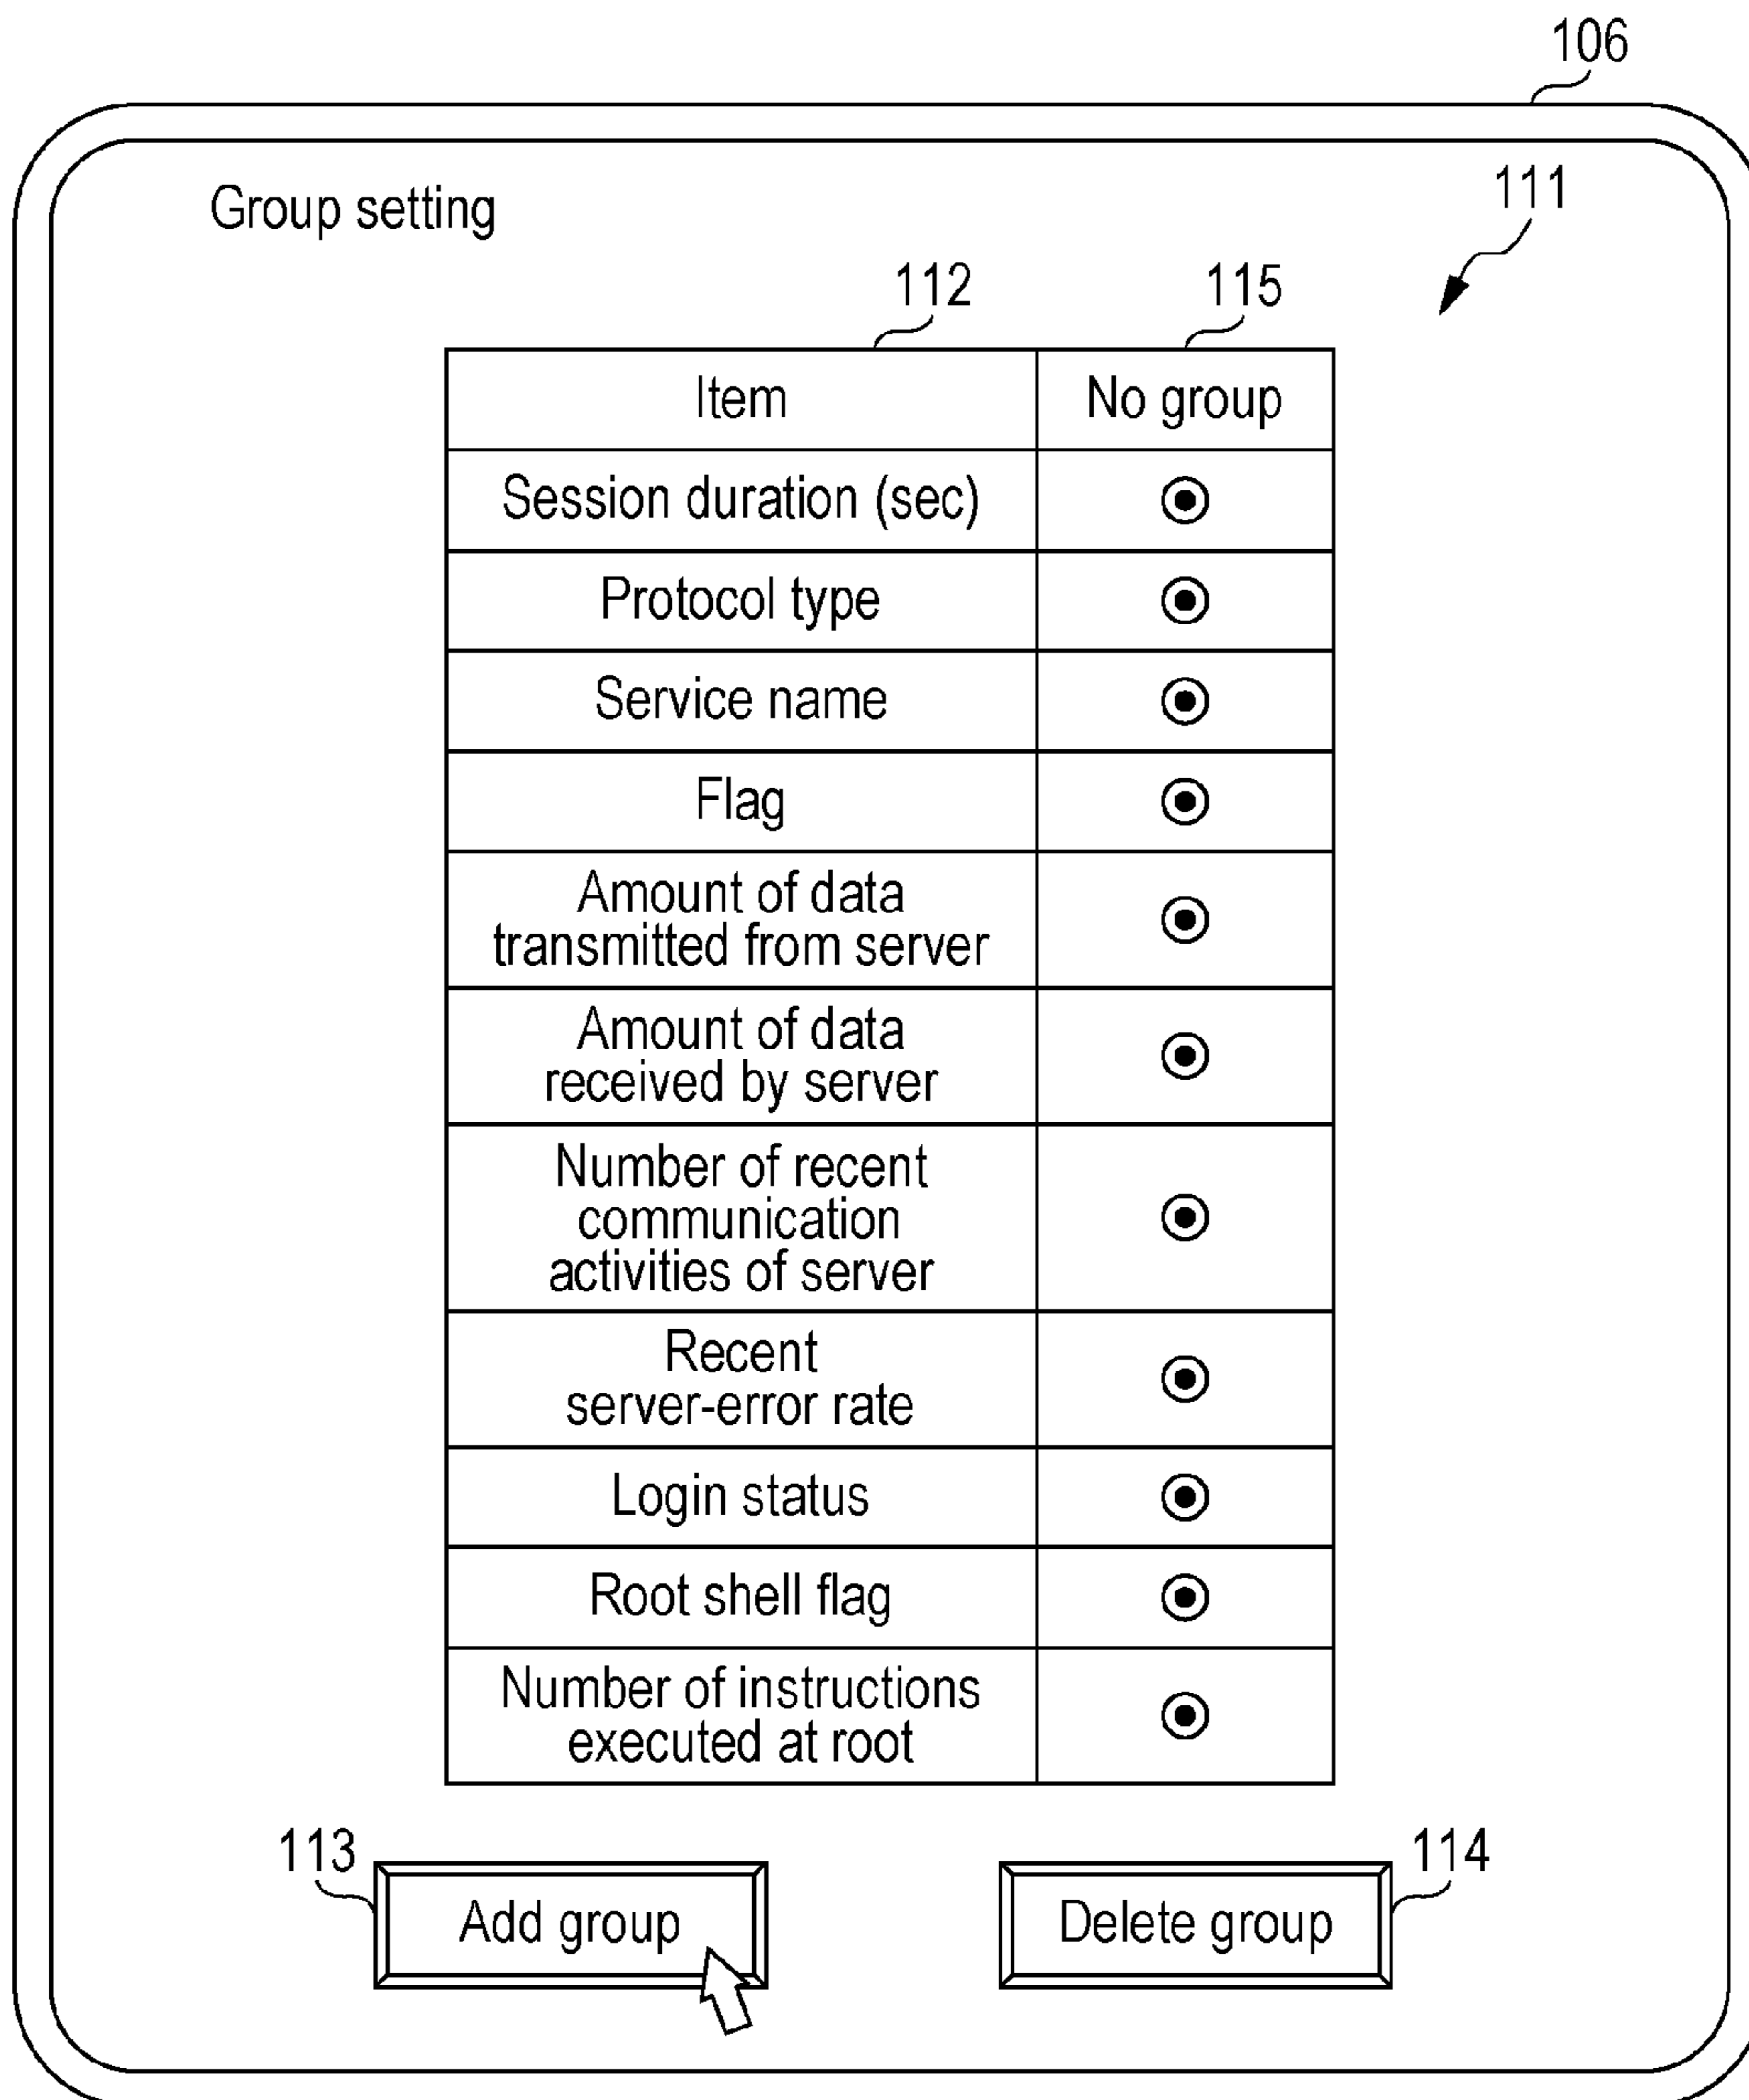 106
111
Group setting
112
115
Item
No group
Session duration (sec)
Protocol type
Service name
Flag
Amount of data
transmitted from server
Amount of data
received by server
Number of recent
communication
activities of server
Recent
server-error rate
Login status
Root shell flag
Number of instructions
executed at root
113
Add group
114
Delete group